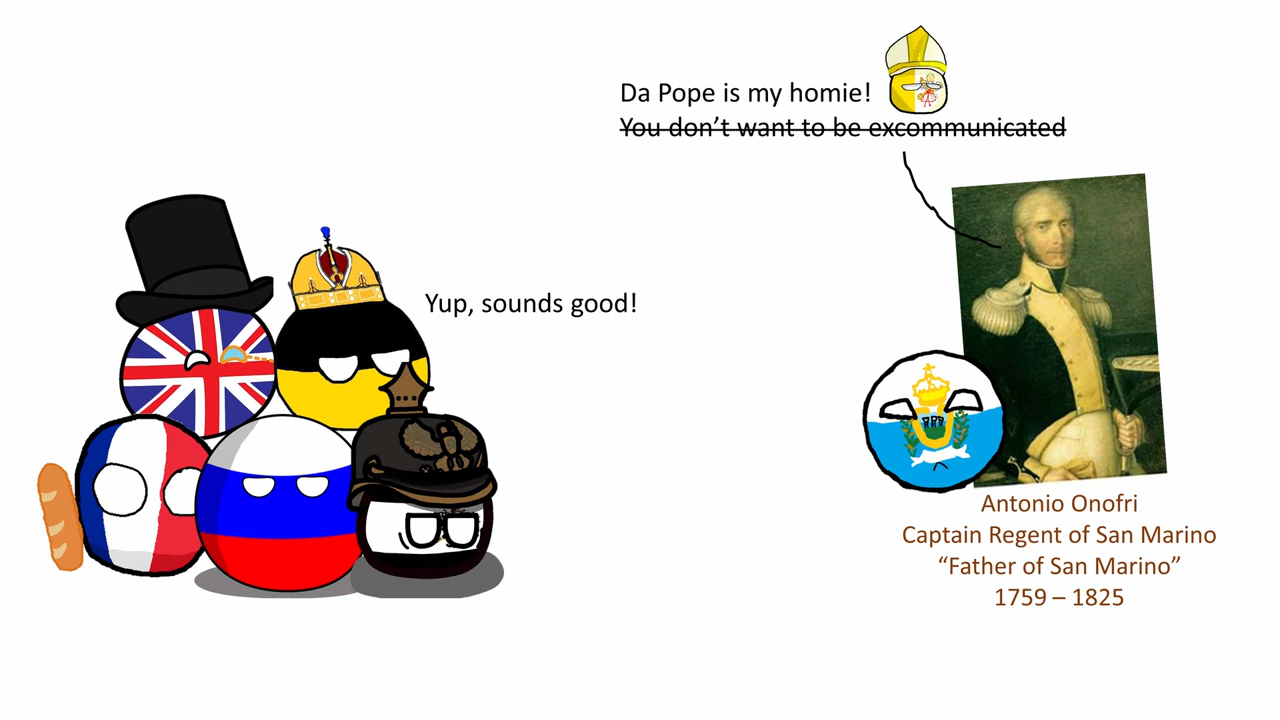 Da Pope is my homie!
You don't want to be excommunicated
Yup, sounds good!
Antonio Onofri
Captain Regent of San Marino
“Father of San Marino”
1759 – 1825